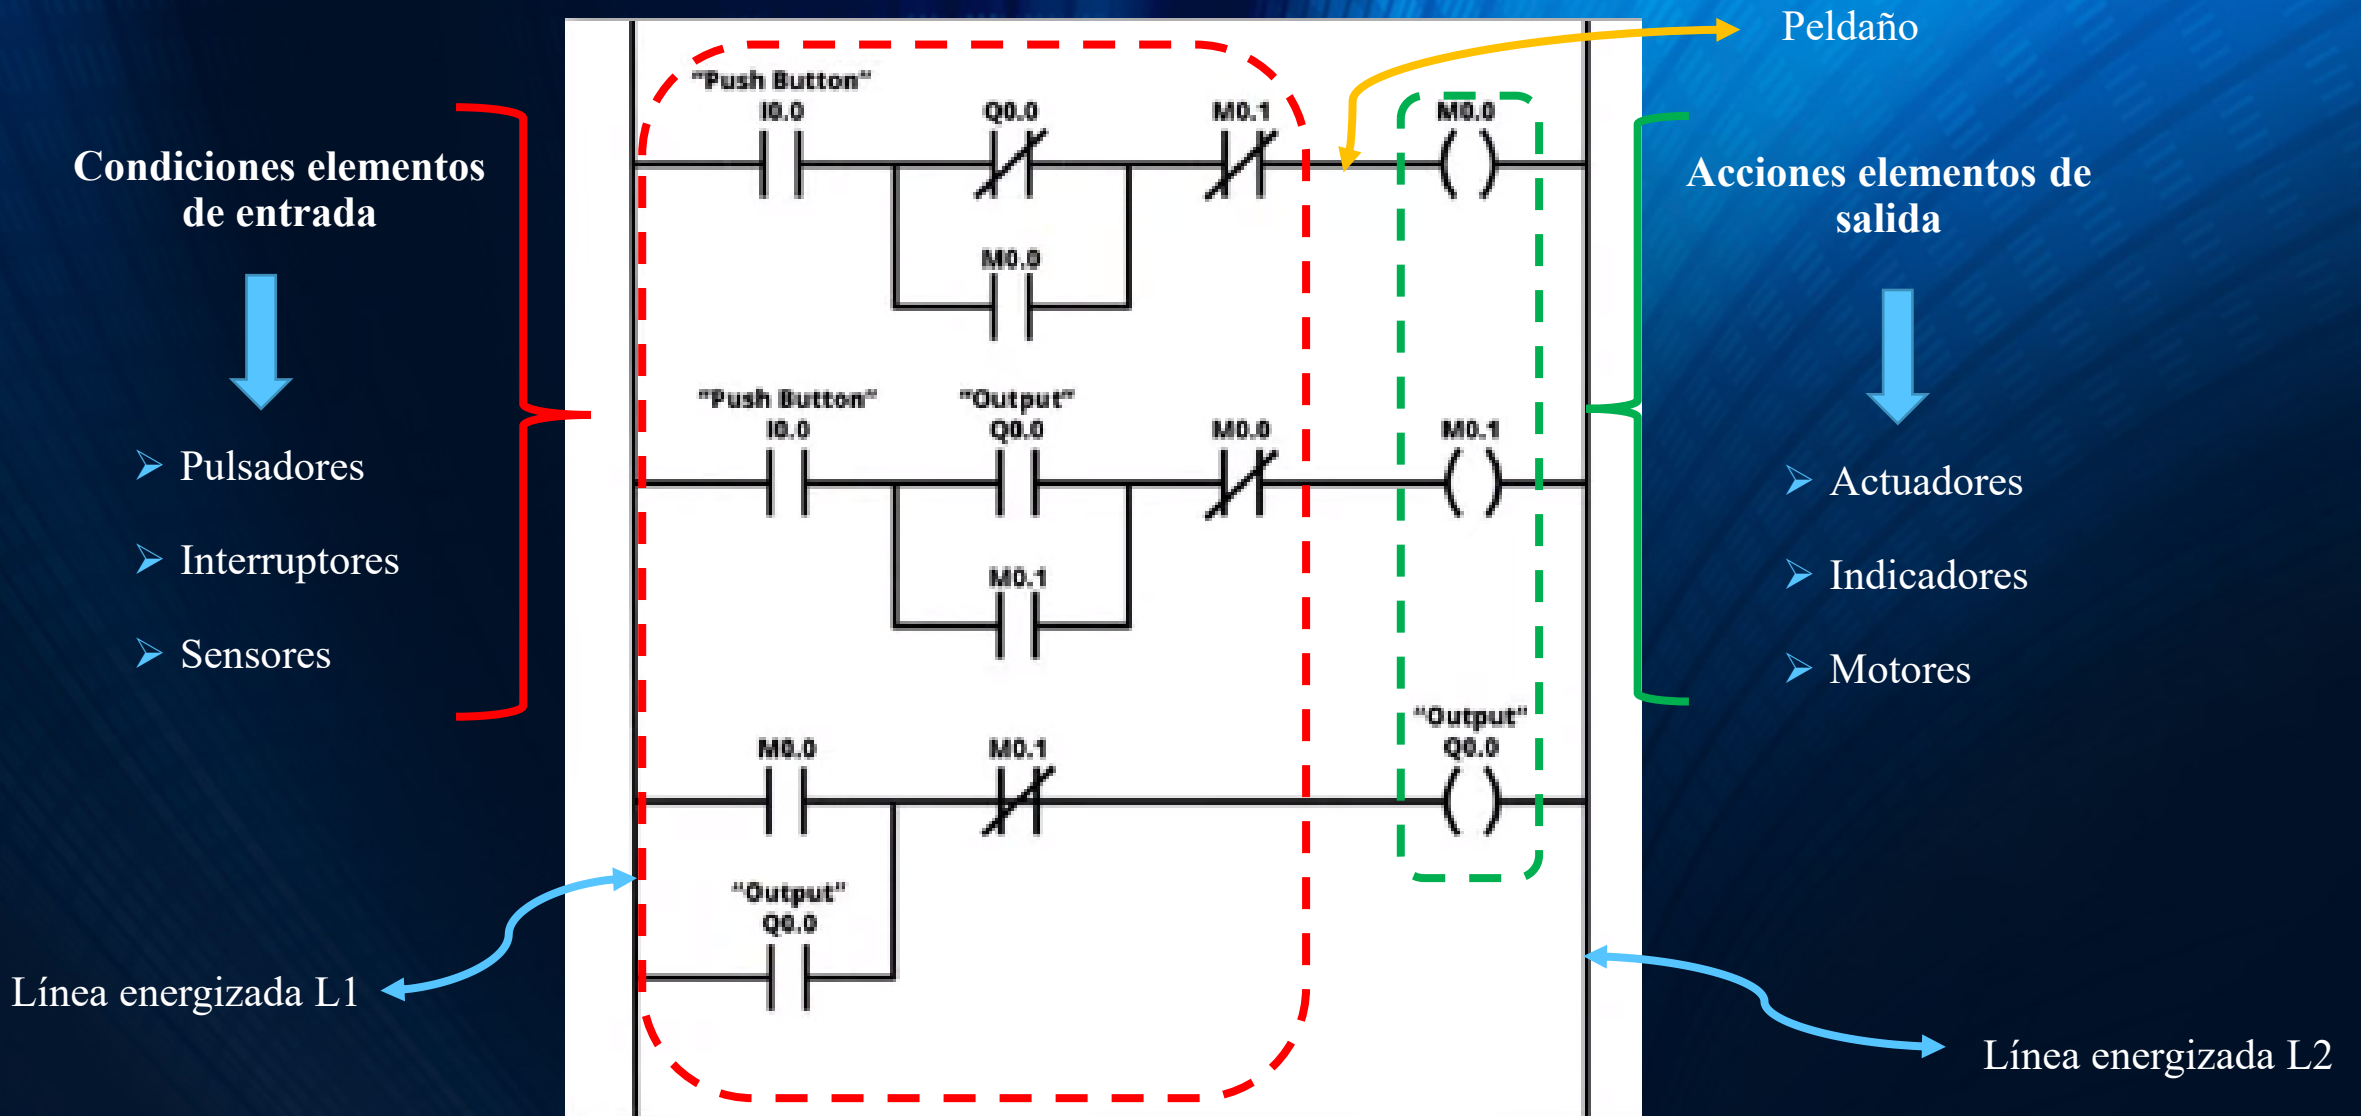 Peldaño
Condiciones elementos
de entrada
Pulsadores
Interruptores
Sensores
Línea energizada L1
"Push Button"
I0.0
Q0.0
M0.1
M0.0
M0.0
"Push Button"
I0.0
"Output"
Q0.0
M0.0
M0.1
M0.1
M0.0
M0.1
"Output"
Q0.0
"Output"
Q0.0
Acciones elementos de
salida
Actuadores
Indicadores
Motores
Línea energizada L2